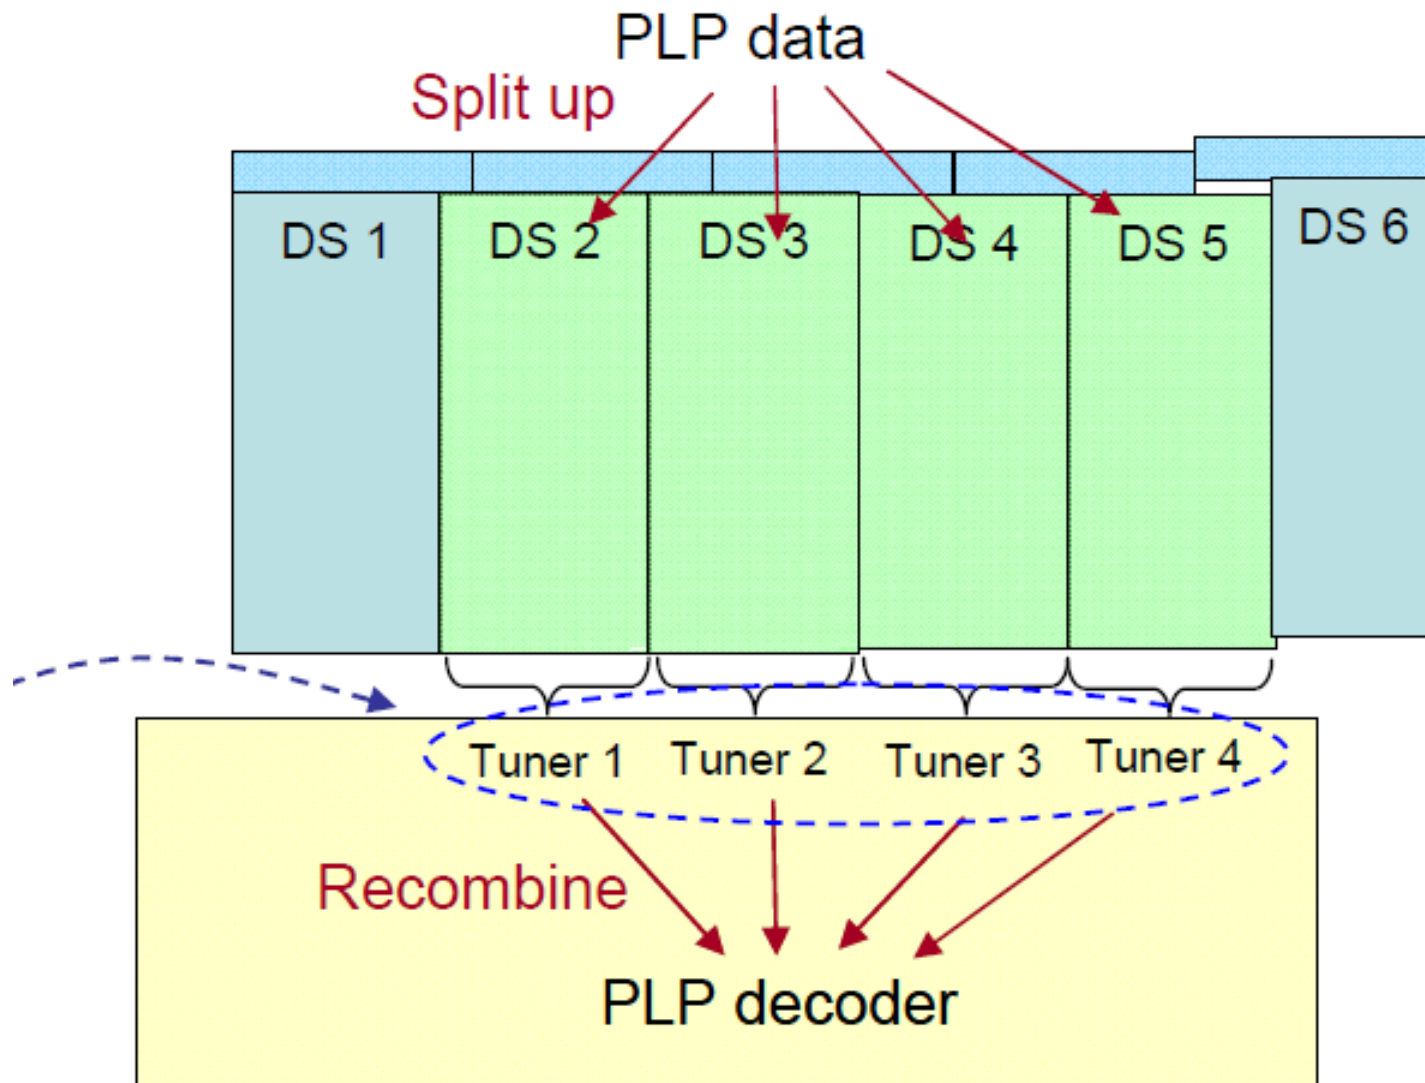 PLP data
Split up
DS 1
DS 2
DS 3
DS 4
DS 5
DS 6
Tuner 1
Tuner 2
Tuner 3
Tuner 4
Recombine
PLP decoder